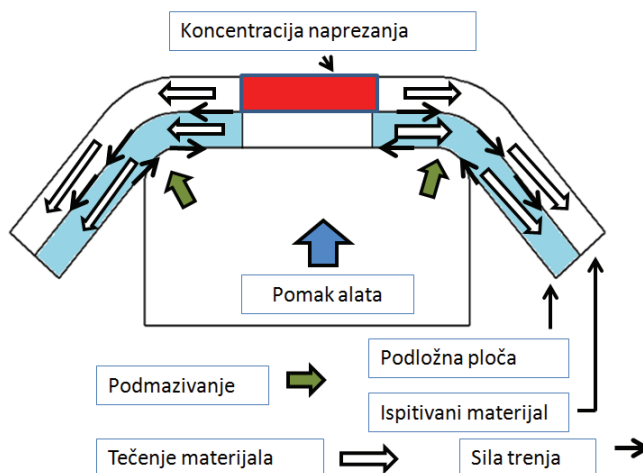 Koncentracija naprezanja
Pomak alata
Podložna ploča
Podmazivanje
Ispitivani materijal
Tečenje materijala
Sila trenja